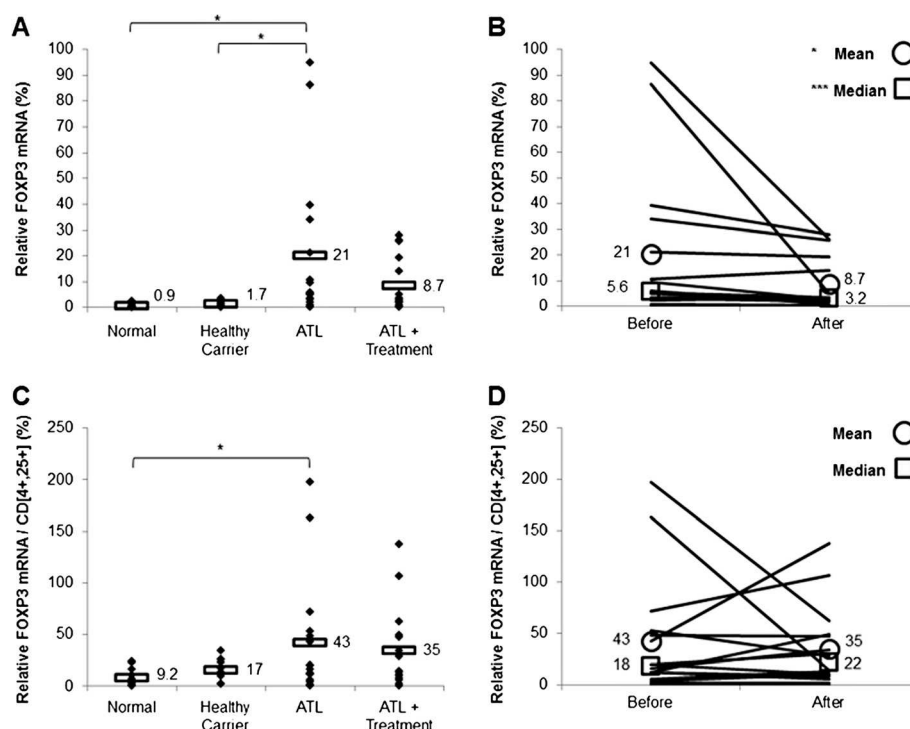 A
Relative FOXP3 mRNA (%)
*
*
100
90
80
70
60
50
40
30
20
10
0
0.9
1.7
21
8.7
Normal
Healthy
Carrier
ATL
ATL +
Treatment
B
Relative FOXP3 mRNA (%)
* Mean
*** Median
100
90
80
70
60
50
40
30
20
10
0
21
5.6
8.7
3.2
Before
After
C
Relative FOXP3 mRNA / CD[4+,25+] (%)
*
250
200
150
100
50
0
9.2
17
43
35
Normal
Healthy
Carrier
ATL
ATL +
Treatment
D
Relative FOXP3 mRNA / CD[4+,25+] (%)
Mean
Median
250
200
150
100
50
0
43
18
35
22
Before
After